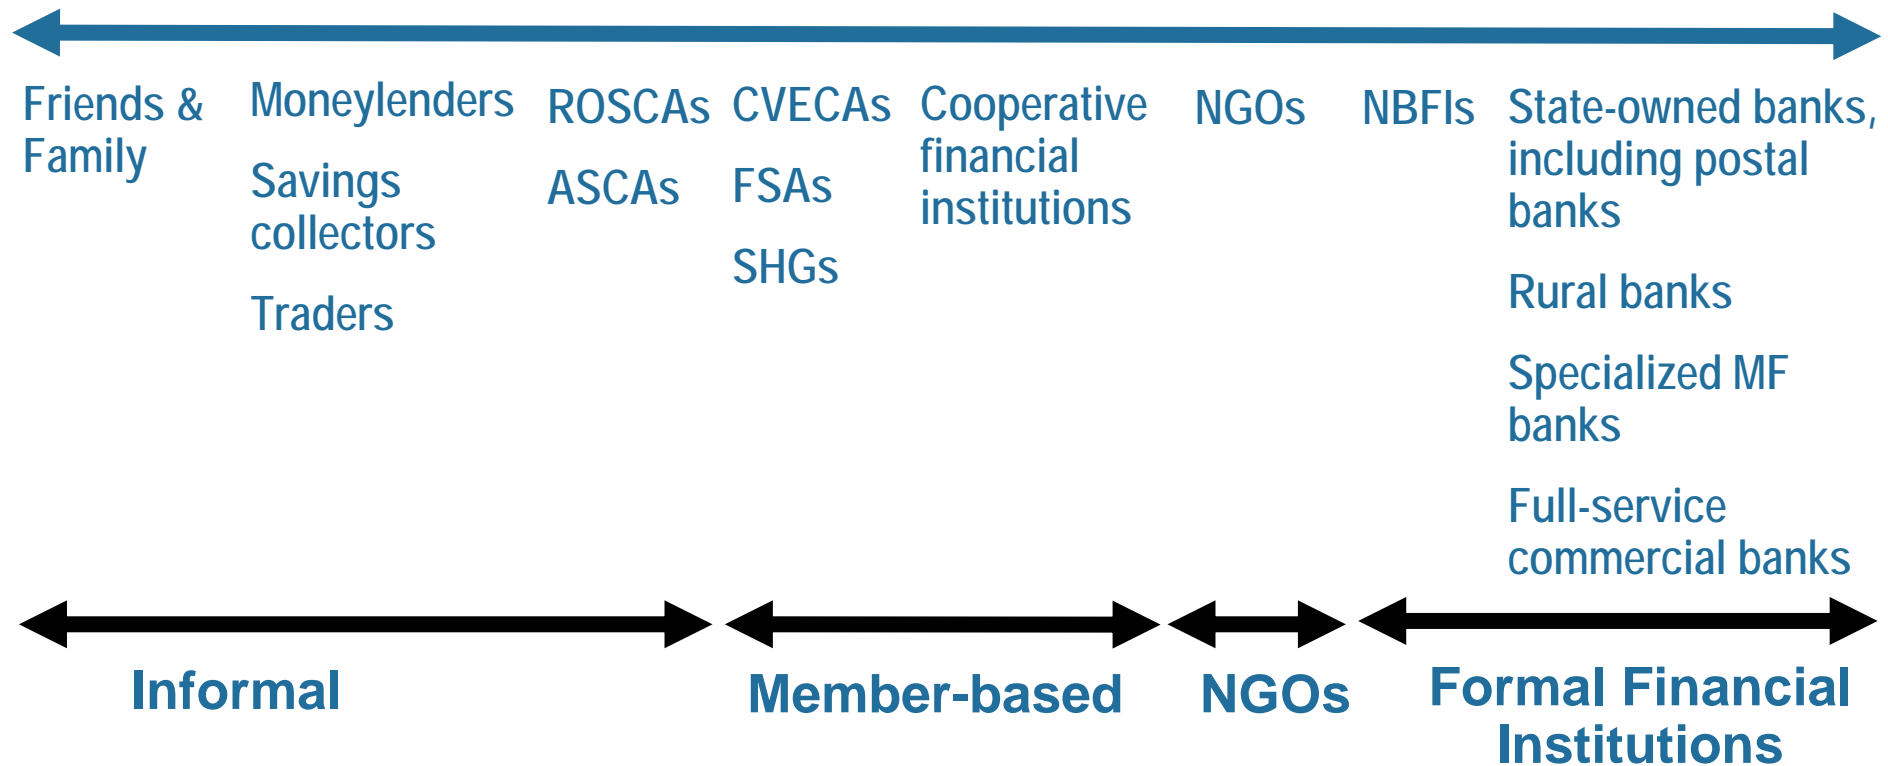 Friends &
Family
Moneylenders
Savings
collectors
Traders
ROSCAs
ASCAs
CVECAs
FSAs
SHGs
Cooperative
financial
institutions
NGOs
NBFIs
State-owned banks,
including postal
banks
Rural banks
Specialized MF
banks
Full-service
commercial banks
Informal
Member-based
NGOs
Formal Financial
Institutions